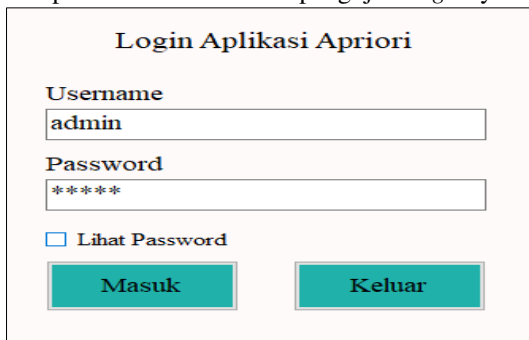 Login Aplikasi Apriori
Username
admin
Password
*****
Lihat Password
Masuk Keluar